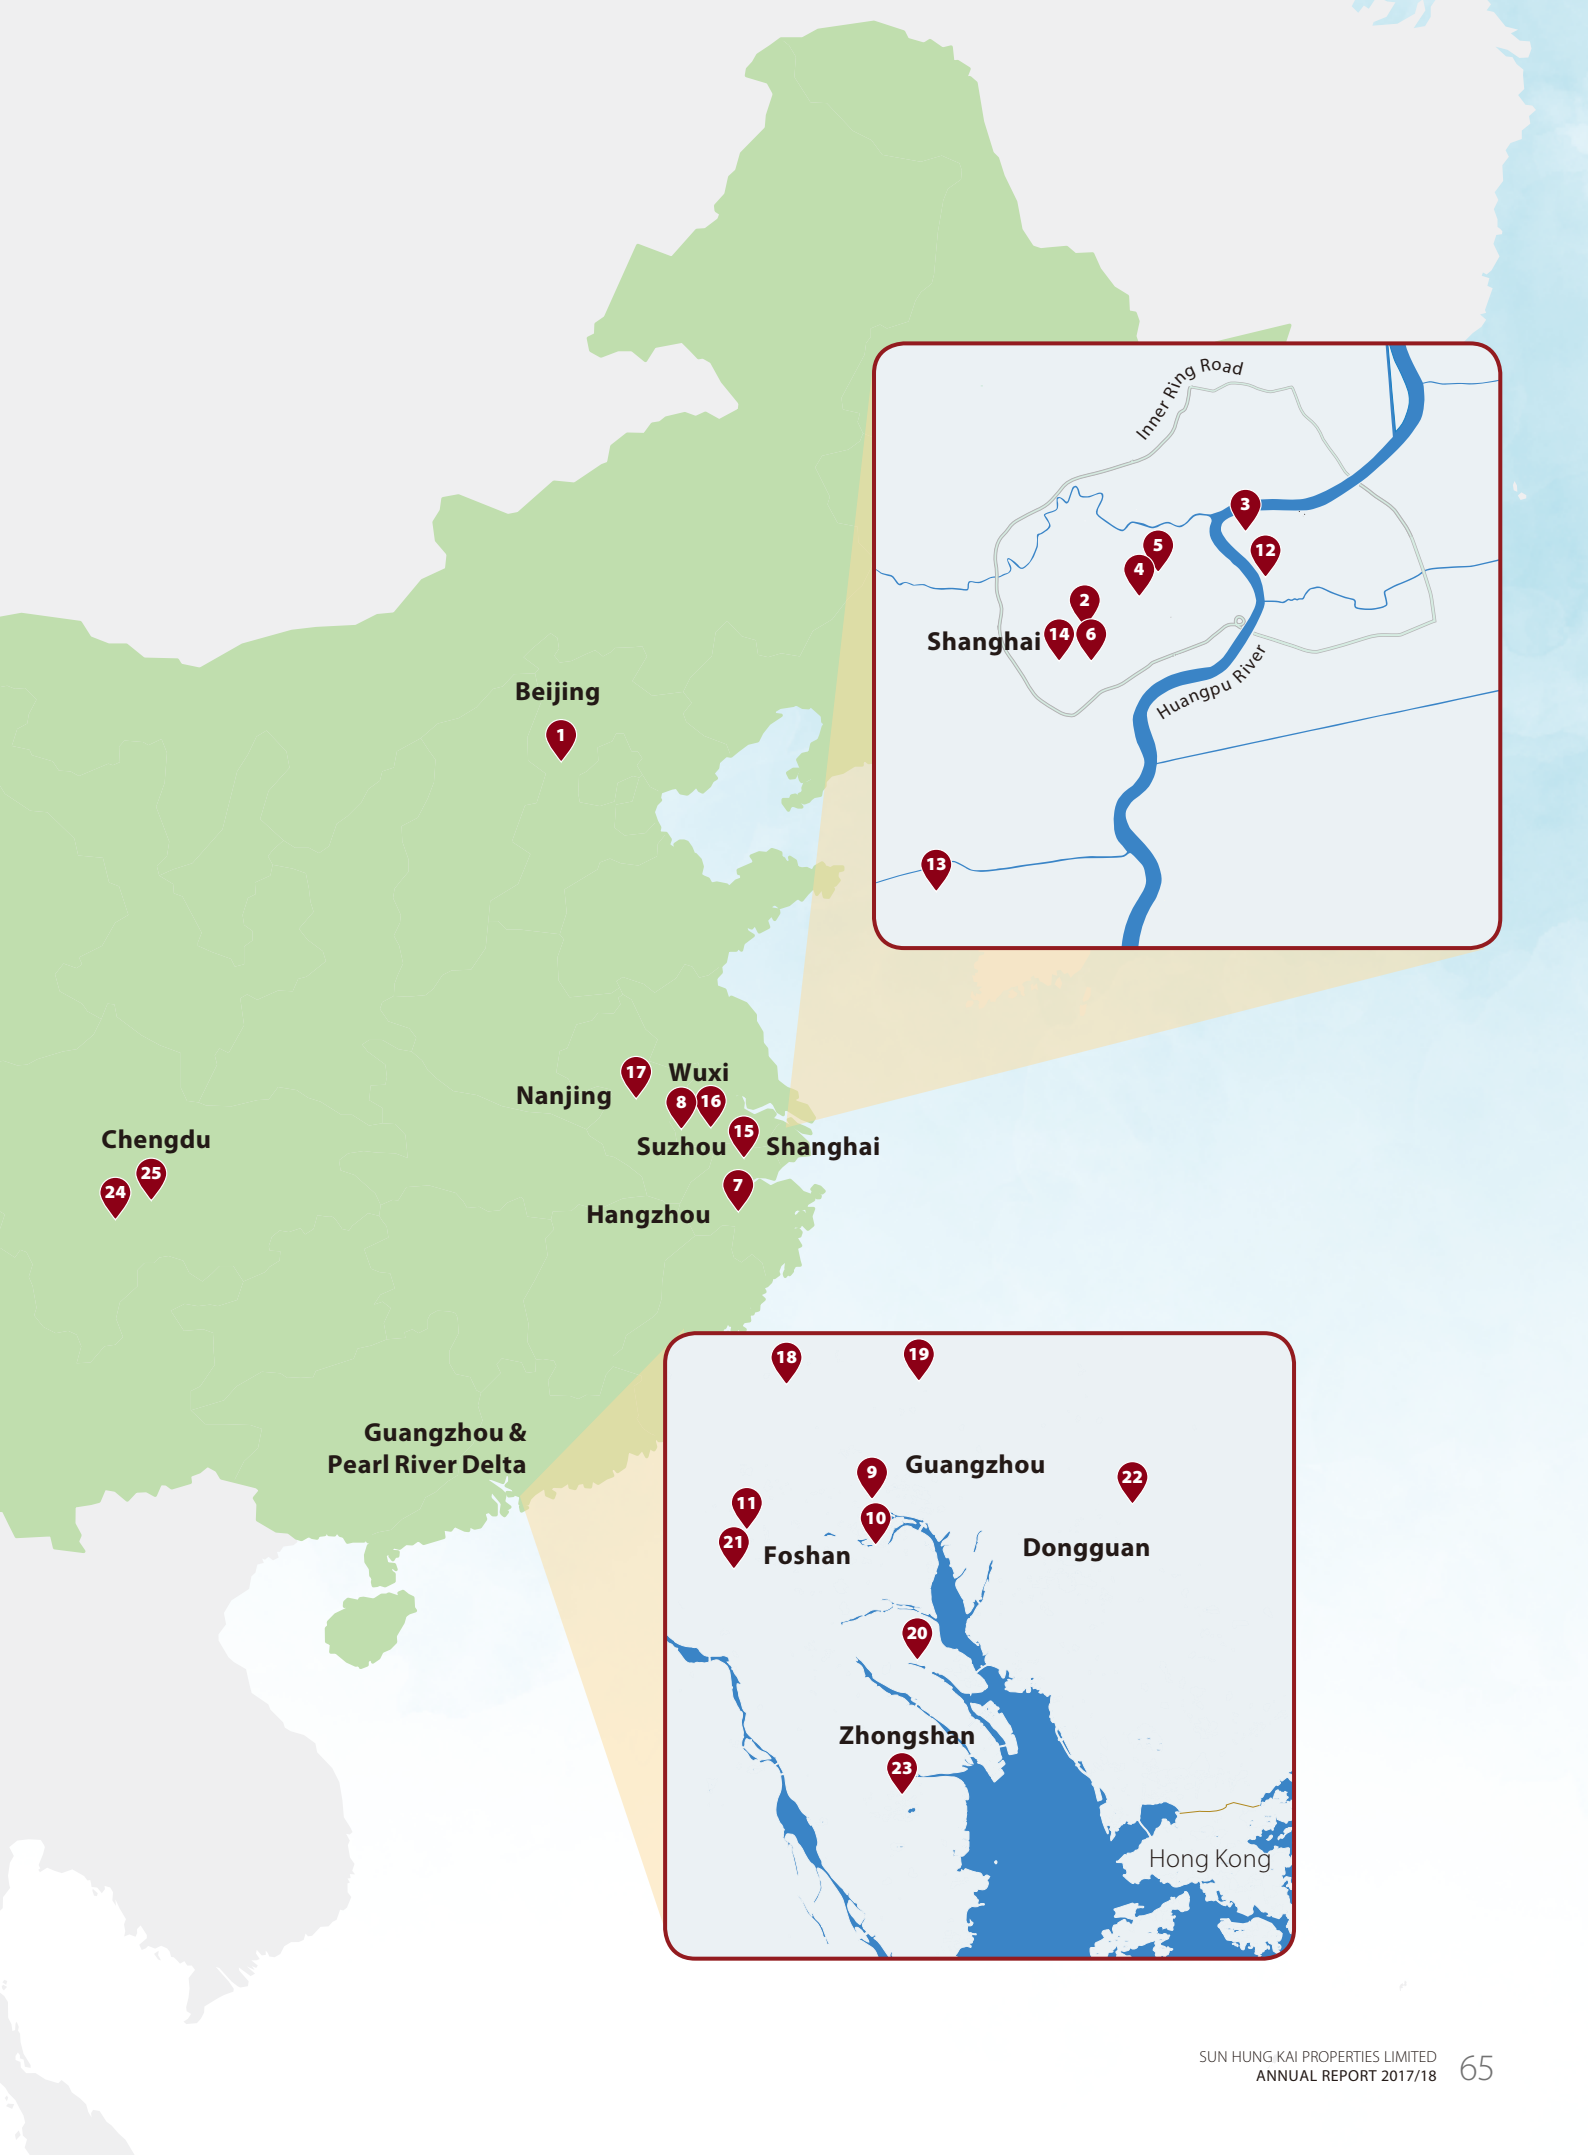 Inner Ring Road
3
5
12
4
2
Shanghai
14
6
Huangpu River
13
Beijing
1
17
Wuxi
Nanjing
8
16
15
Suzhou
Shanghai
Chengdu
25
24
7
Hangzhou
Guangzhou &
Pearl River Delta
18
19
9
Guangzhou
22
11
10
21
Foshan
Dongguan
20
Zhongshan
23
Hong Kong
SUN HUNG KAI PROPERTIES LIMITED
ANNUAL REPORT 2017/18
65